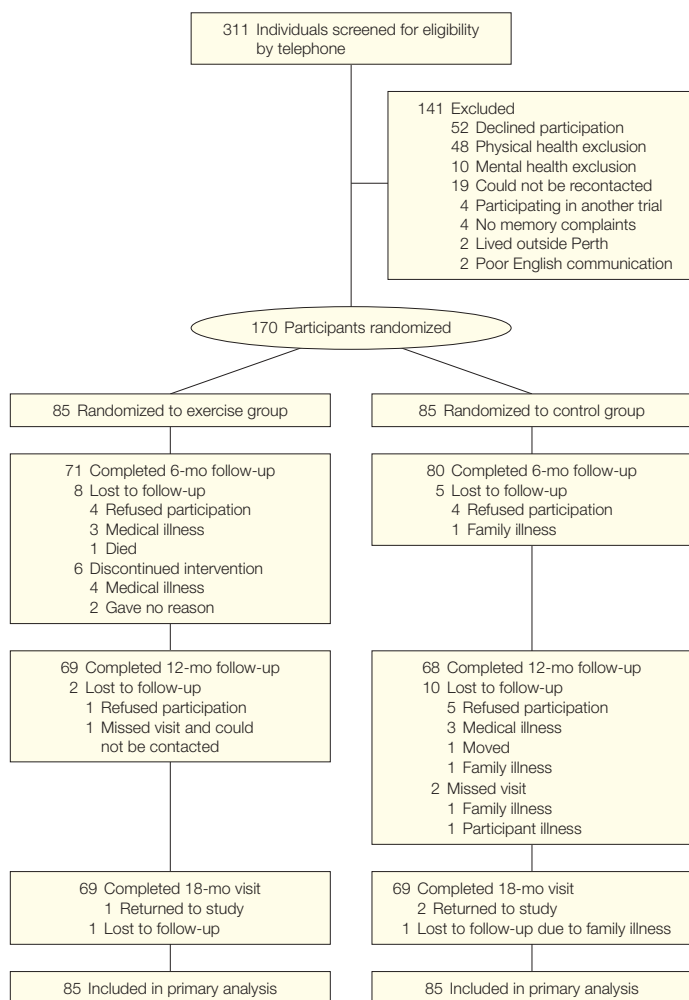 311 Individuals screened for eligibility
by telephone
141 Excluded
52 Declined participation
48 Physical health exclusion
10 Mental health exclusion
19 Could not be recontacted
4 Participating in another trial
4 No memory complaints
2 Lived outside Perth
2 Poor English communication
170 Participants randomized
85 Randomized to exercise group
85 Randomized to control group
71 Completed 6-mo follow-up
8 Lost to follow-up
4 Refused participation
3 Medical illness
1 Died
6 Discontinued intervention
4 Medical illness
2 Gave no reason
80 Completed 6-mo follow-up
5 Lost to follow-up
4 Refused participation
1 Family illness
69 Completed 12-mo follow-up
2 Lost to follow-up
1 Refused participation
1 Missed visit and could
not be contacted
68 Completed 12-mo follow-up
10 Lost to follow-up
5 Refused participation
3 Medical illness
1 Moved
1 Family illness
2 Missed visit
1 Family illness
1 Participant illness
69 Completed 18-mo visit
1 Returned to study
1 Lost to follow-up
69 Completed 18-mo visit
2 Returned to study
1 Lost to follow-up due to family illness
85 Included in primary analysis
85 Included in primary analysis